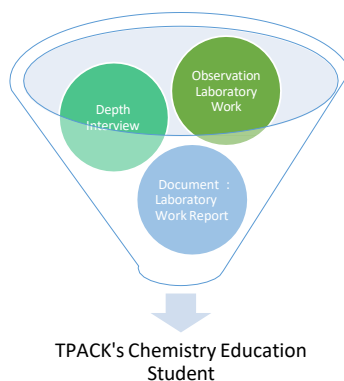 Observation
Laboratory
Work
Depth
Interview
Document :
Laboratory
Work Report
TPACK's Chemistry Education
Student